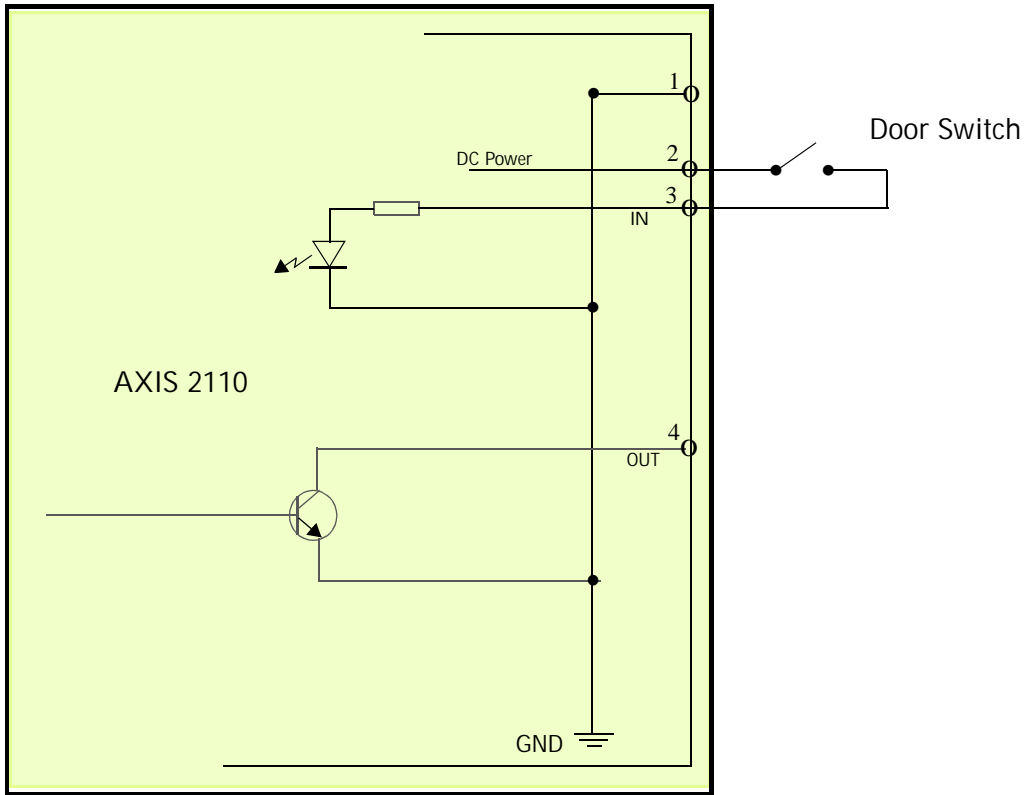 1
Door Switch
DC Power
2
3
IN
AXIS 2110
4
OUT
GND